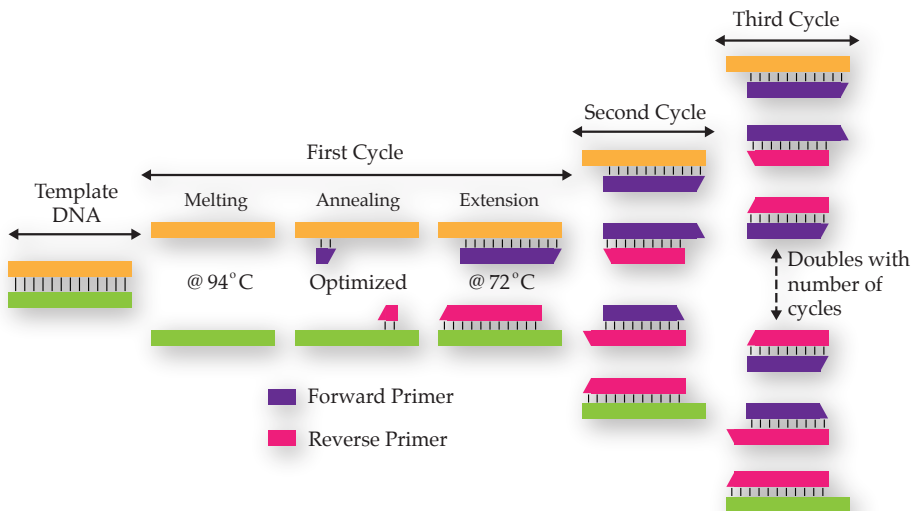 Third Cycle
Second Cycle
First Cycle
Template
DNA
Melting
Annealing
Extension
@ 94°C
Optimized
@ 72°C
Doubles with
number of
cycles
Forward Primer
Reverse Primer